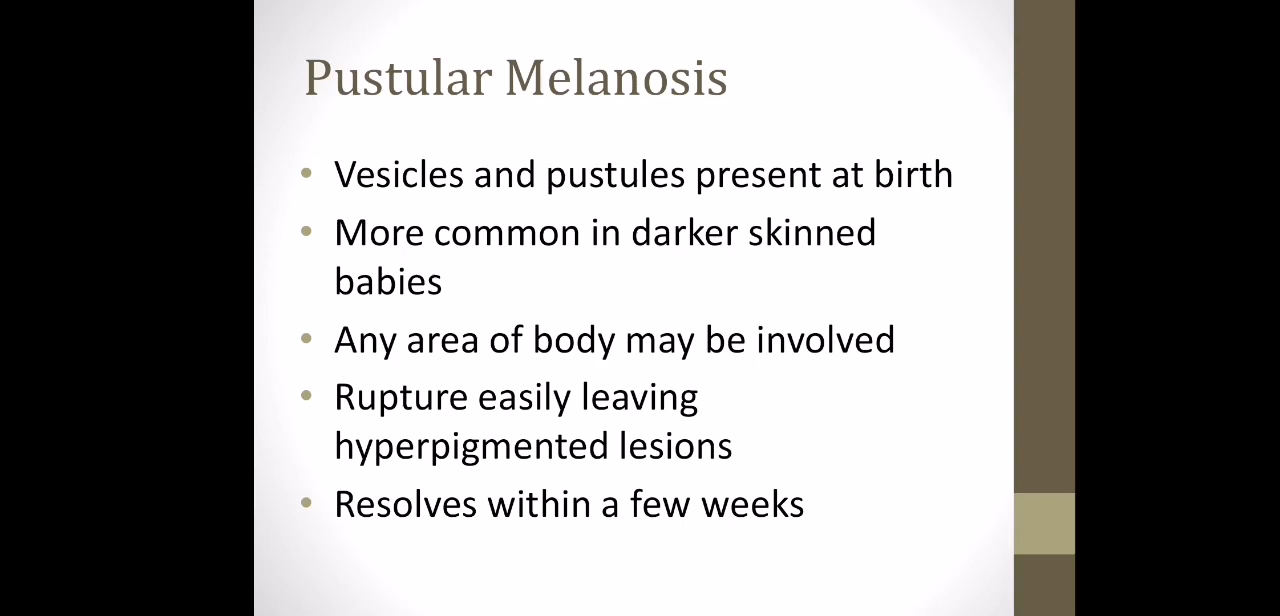 Pustular Melanosis
• Vesicles and pustules present at birth
• More common in darker skinned
babies
• Any area of body may be involved
• Rupture easily leaving
hyperpigmented lesions
• Resolves within a few weeks